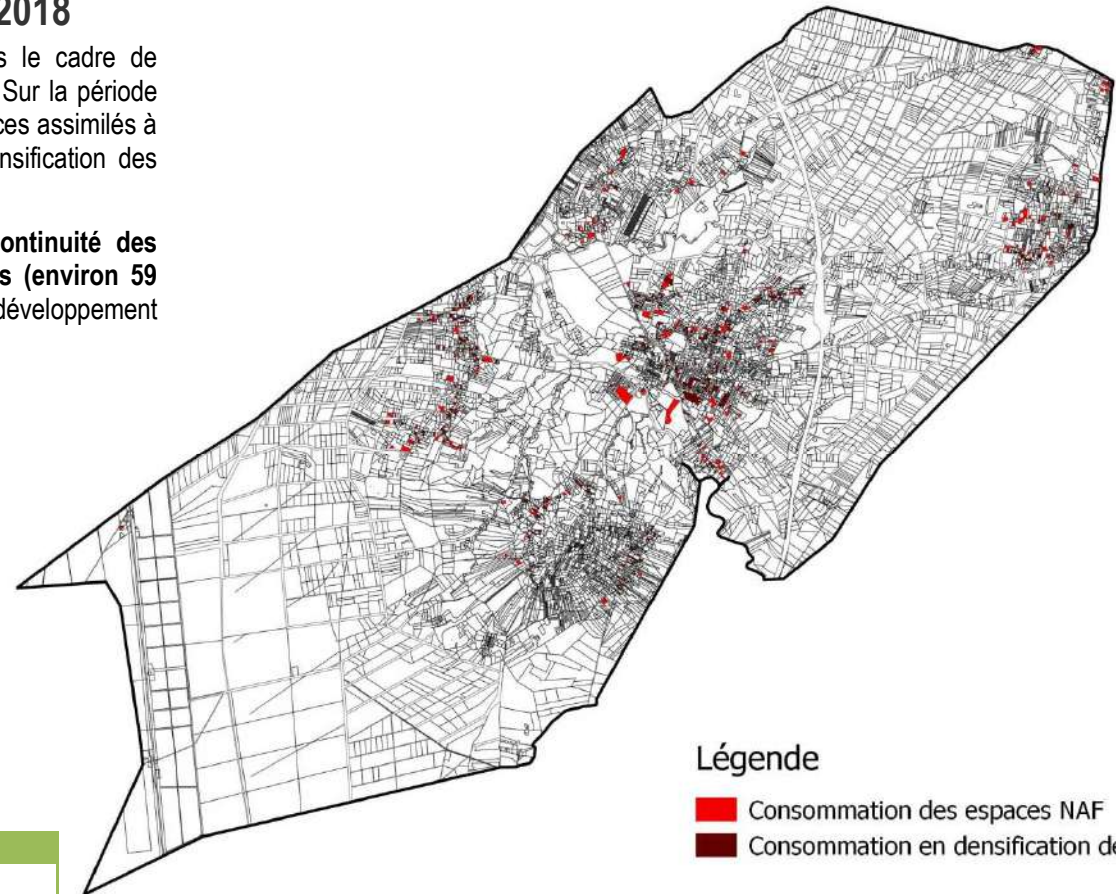 2018
s le cadre de
Sur la période
ces assimilés à
nsification des
ontinuité des
s (environ 59
développement
Légende
Consommation des espaces NAF
Consommation en densification de